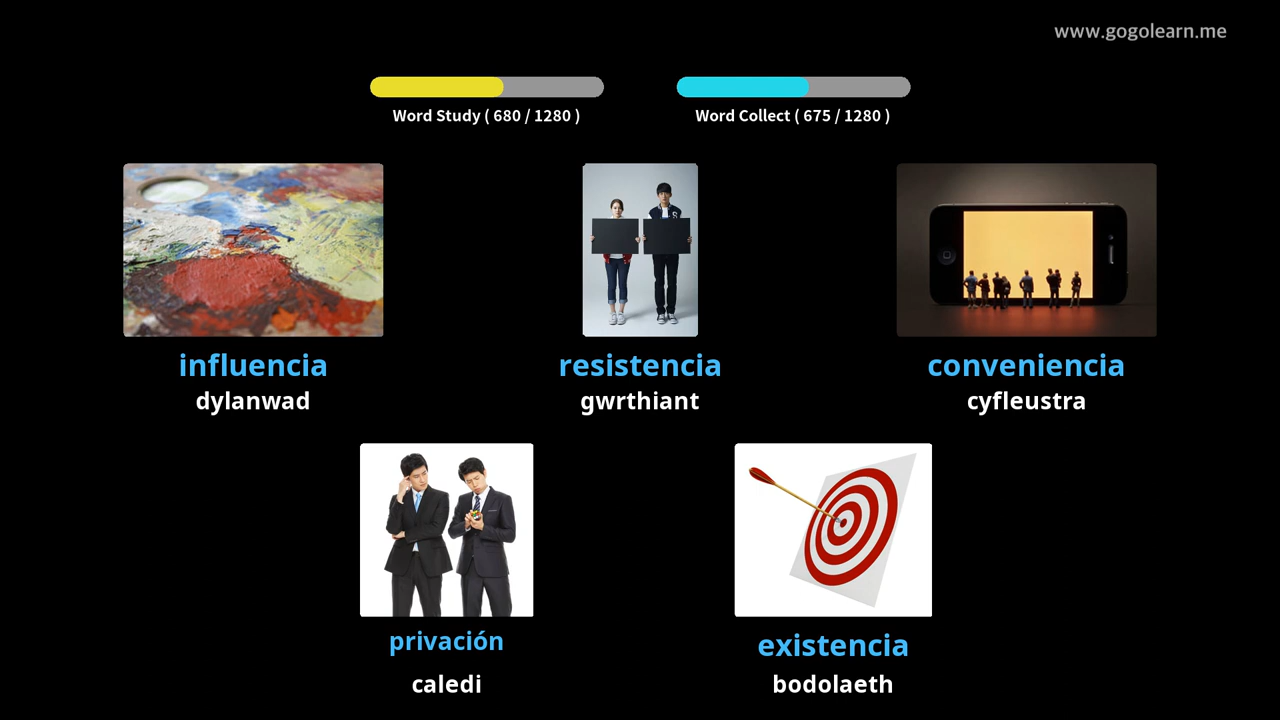 www.gogolearn.me
Word Study ( 680 / 1280 )
Word Collect ( 675 / 1280 )
influencia
dylanwad
resistencia
gwrthiant
conveniencia
cyfleustra
privación
caledi
existencia
bodolaeth